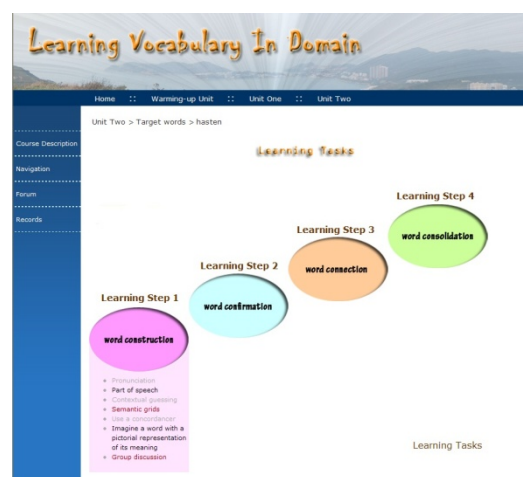 Learning Vocabulary In Domain
Home :: Warming-up Unit :: Unit One :: Unit Two
Unit Two > Target words > hasten
Course Description
Navigation
Forum
Records
Learning Tasks
Learning Step 4
word consolidation
Learning Step 3
word connection
Learning Step 2
word confirmation
Learning Step 1
word construction
Pronunciation
Part of speech
Contextual guessing
Semantic grids
Use a concordancer
Imagine a word with a
pictorial representation
of its meaning
Group discussion
Learning Tasks